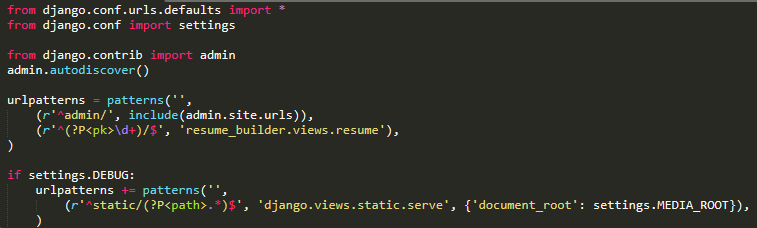 from django.conf.urls.defaults import *
from django.conf import settings
from django.contrib import admin
admin.autodiscover()
urlpatterns = patterns('',
    (r'^admin/', include(admin.site.urls)),
    (r'^(?P<pk>\d+)/$', 'resume_builder.views.resume'),
)
if settings.DEBUG:
    urlpatterns += patterns('',
        (r'^static/(?P<path>.*)$', 'django.views.static.serve', {'document_root': settings.MEDIA_ROOT}),
    )